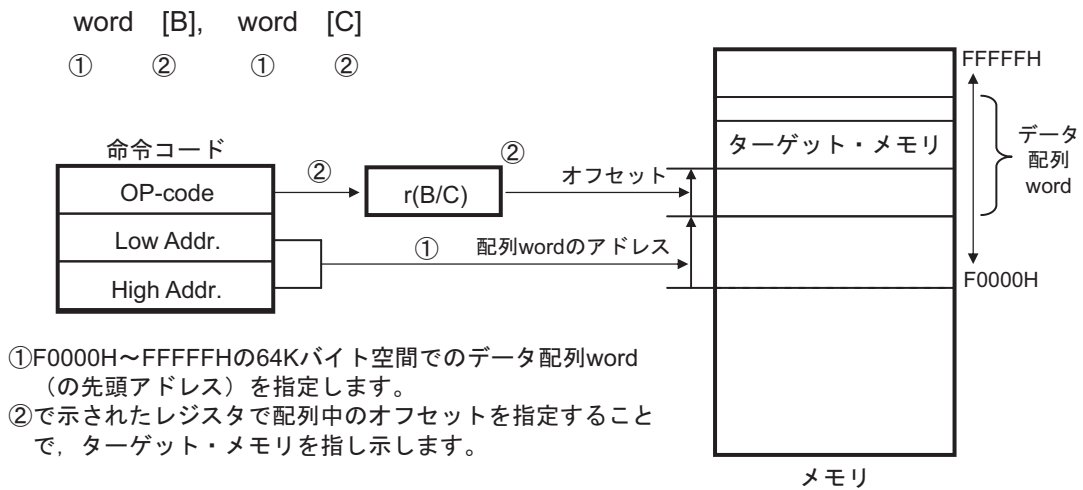 word [B], word [C]
① ② ① ②
FFFFFH
命令コード
OP-code
Low Addr.
High Addr.
②
r(B/C)
②
オフセット
①
配列wordのアドレス
ターゲット・メモリ
データ
配列
word
F0000H
メモリ
①F0000H~FFFFFHの64Kバイト空間でのデータ配列word
(の先頭アドレス)を指定します。
②で示されたレジスタで配列中のオフセットを指定すること
で,ターゲット・メモリを指し示します。